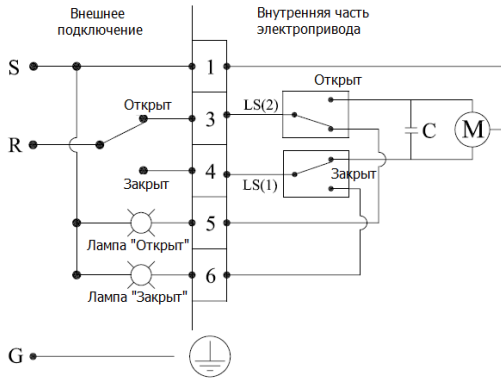 Внешнее
подключение
Внутренняя часть
электропривода
S
1
Открыт
Открыт
LS(2)
3
R
C
M
4
Закрыт
LS(1)
Закрыт
5
Лампа "Открыт"
6
Лампа "Закрыт"
G